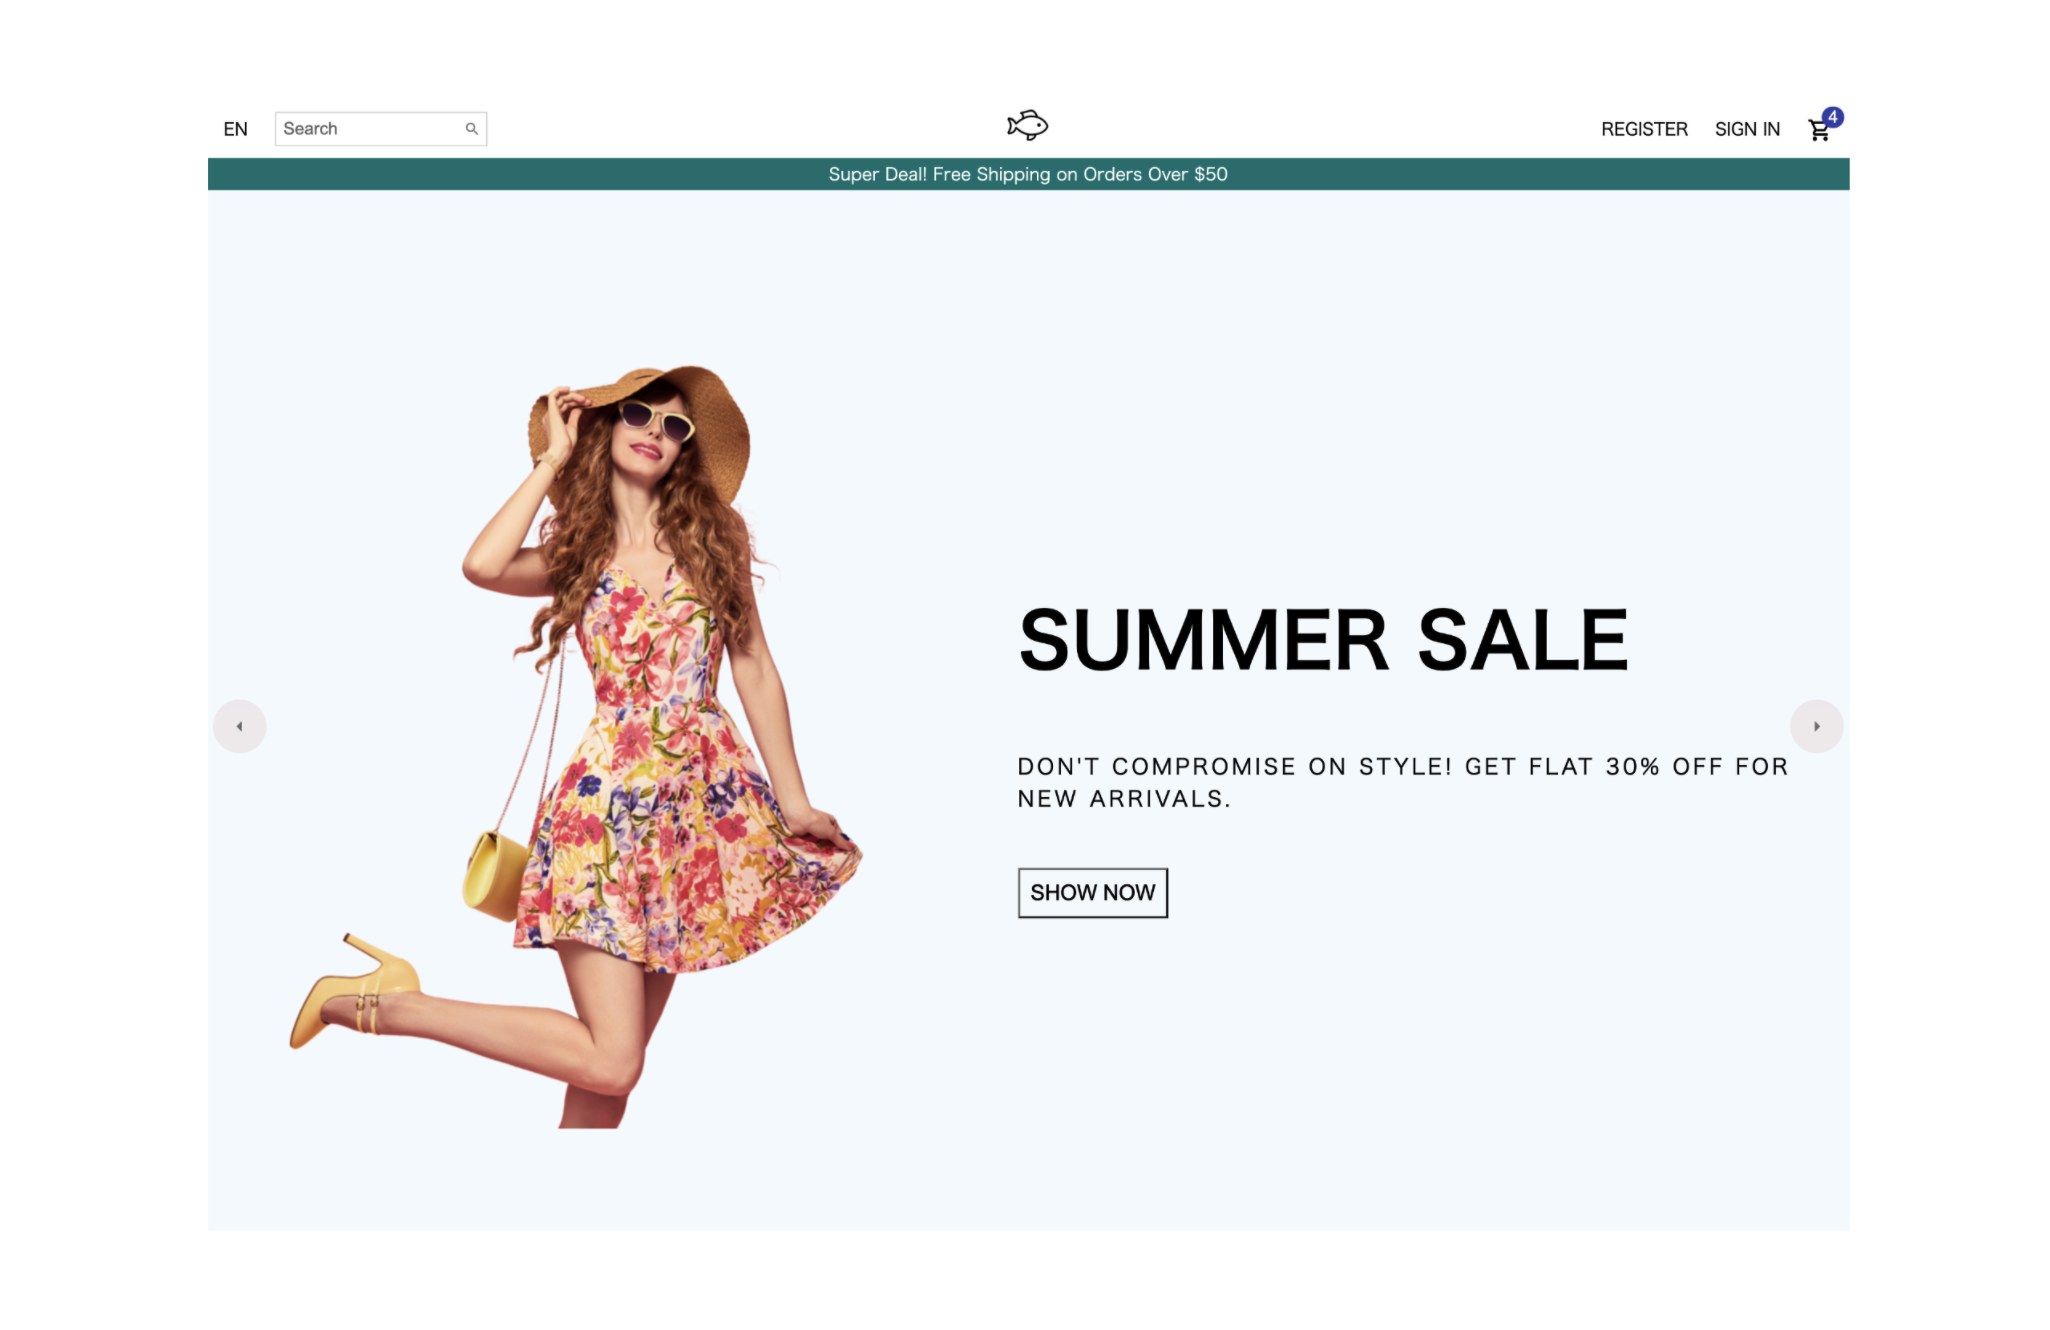 EN
Search
REGISTER
SIGN IN
4
Super Deal! Free Shipping on Orders Over $50
SUMMER SALE
DON'T COMPROMISE ON STYLE! GET FLAT 30% OFF FOR
NEW ARRIVALS.
SHOW NOW